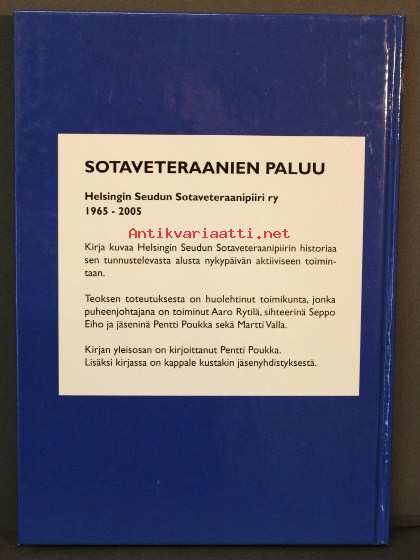 SOTAVETERAANIEN PALUU
Helsingin Seudun Sotaveteraanipiiri ry
1965 - 2005
Antikvariaatti.net
Kirja kuvaa Helsingin Seudun Sotaveteraanipiirin historiaa
sen tunnustelevasta alusta nykypäivän aktiiviseen toimin-
taan.
Teoksen toteutuksesta on huolehtinut toimikunta, jonka
puheenjohtajana on toiminut Aaro Rytilä, sihteerinä Seppo
Eiho ja jäseninä Pentti Poukka sekä Martti Valla.
Kirjan yleisosan on kirjoittanut Pentti Poukka.
Lisäksi kirjassa on kappale kustakin jäsenyhdistyksestä.